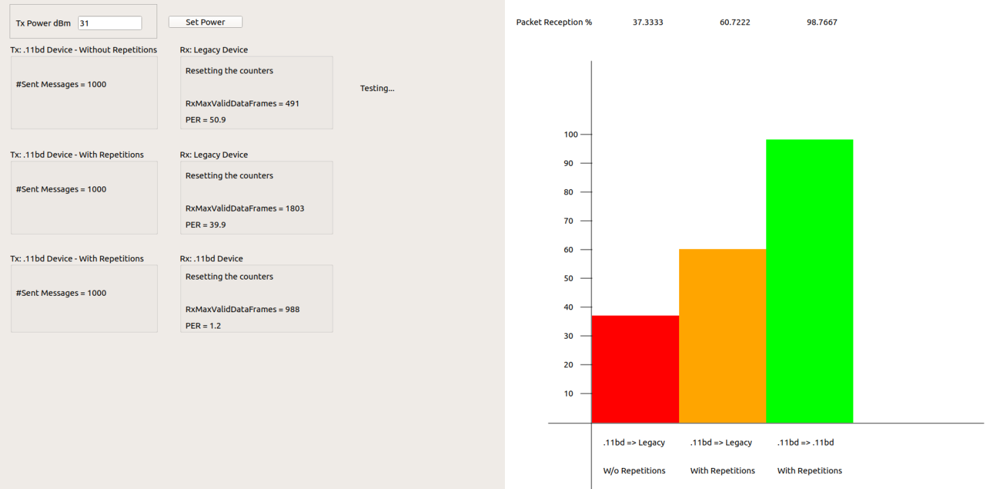 Tx Power dBm 31 Set Power
Tx: .11bd Device - Without Repetitions
#Sent Messages = 1000
Rx: Legacy Device
Resetting the counters
RxMaxValidDataFrames = 491
PER = 50.9
Testing...
Tx: .11bd Device - With Repetitions
#Sent Messages = 1000
Rx: Legacy Device
Resetting the counters
RxMaxValidDataFrames = 1803
PER = 39.9
Tx: .11bd Device - With Repetitions
#Sent Messages = 1000
Rx: .11bd Device
Resetting the counters
RxMaxValidDataFrames = 988
PER = 1.2
Packet Reception % 37.3333 60.7222 98.7667
100
90
80
70
60
50
40
30
20
10
.11bd => Legacy .11bd => Legacy .11bd => .11bd
W/o Repetitions With Repetitions With Repetitions